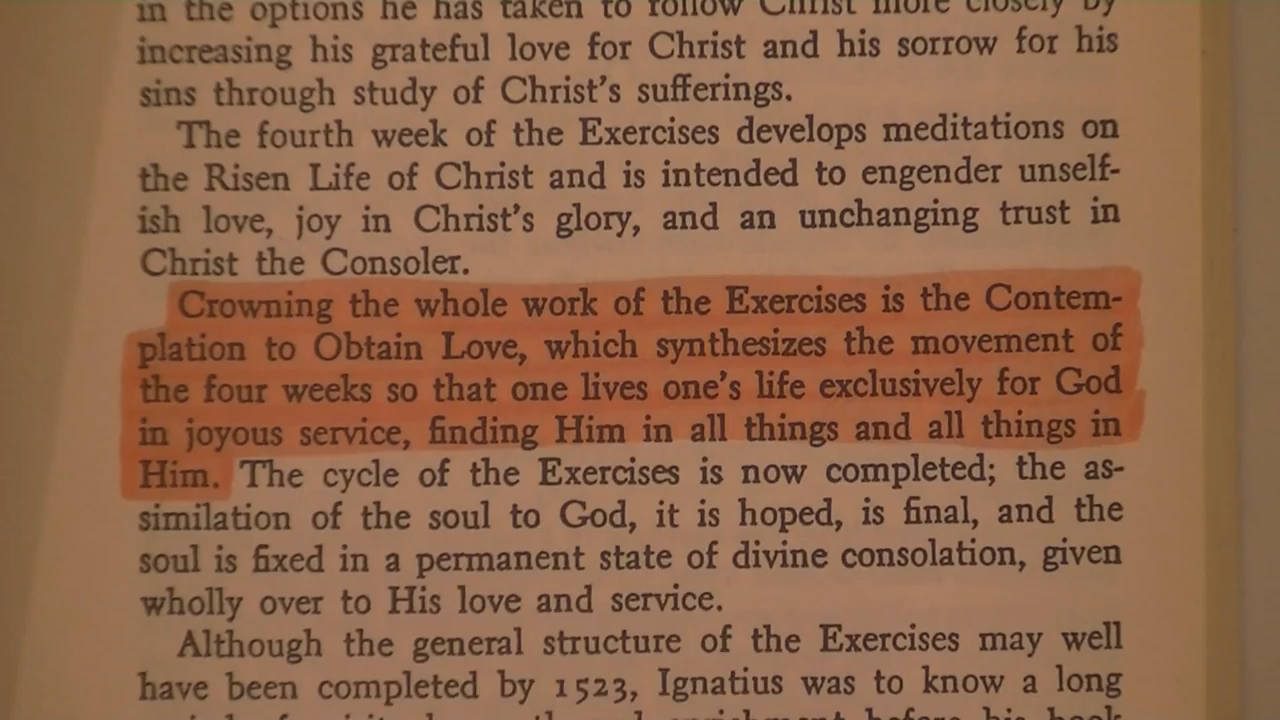 in the options he has taken to follow Christ more closely by
increasing his grateful love for Christ and his sorrow for his
sins through study of Christ's sufferings.
The fourth week of the Exercises develops meditations on
the Risen Life of Christ and is intended to engender unself-
ish love, joy in Christ's glory, and an unchanging trust in
Christ the Consoler.
Crowning the whole work of the Exercises is the Contem-
plation to Obtain Love, which synthesizes the movement of
the four weeks so that one lives one's life exclusively for God
in joyous service, finding Him in all things and all things in
Him. The cycle of the Exercises is now completed; the as-
similation of the soul to God, it is hoped, is final, and the
soul is fixed in a permanent state of divine consolation, given
wholly over to His love and service.
Although the general structure of the Exercises may well
have been completed by 1523, Ignatius was to know a long
before his book